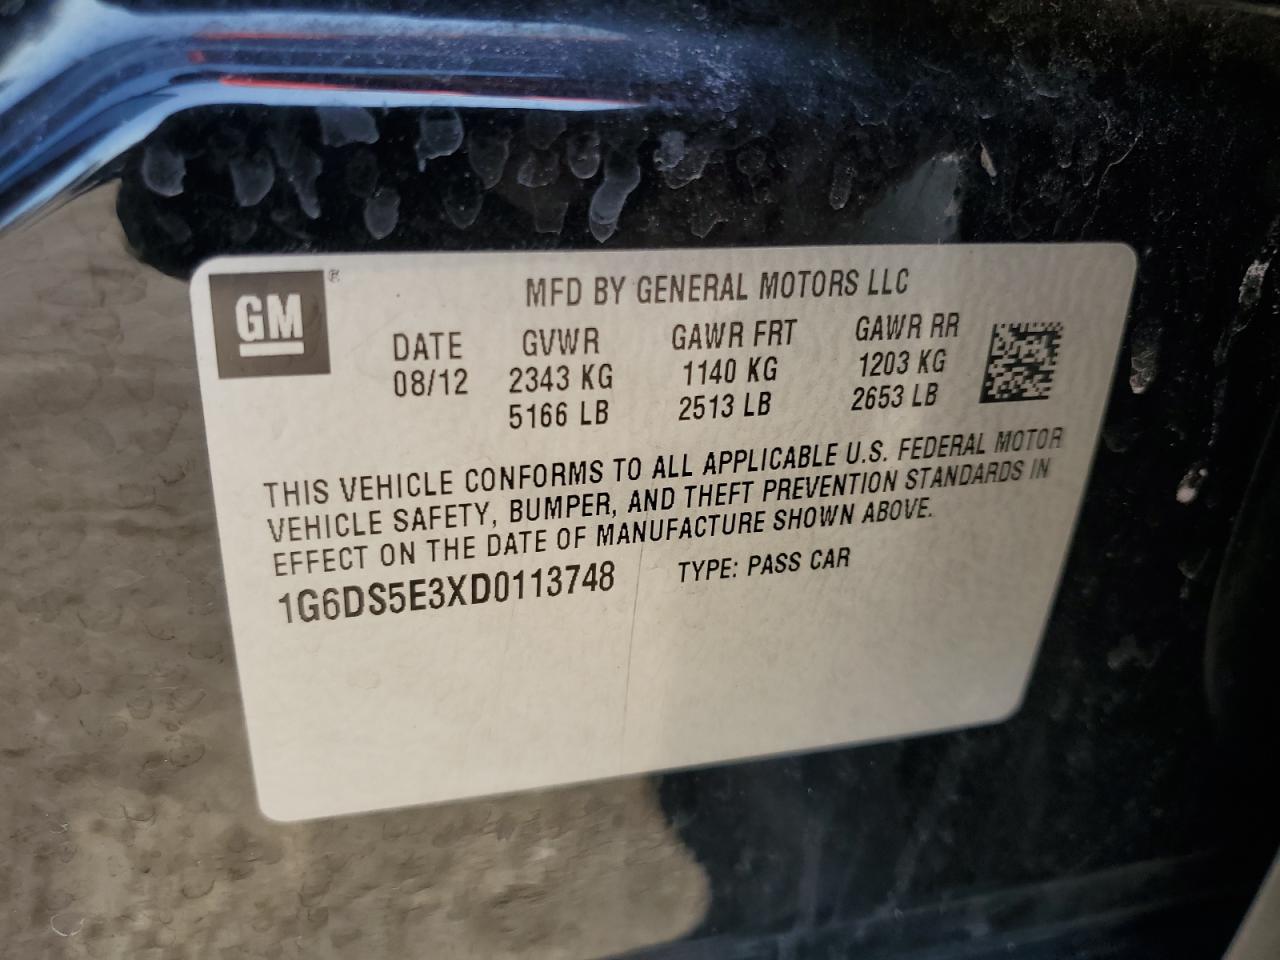 GM ®
MFD BY GENERAL MOTORS LLC
DATE GVWR GAWR FRT GAWR RR
08/12 2343 KG 1140 KG 1203 KG
5166 LB 2513 LB 2653 LB
THIS VEHICLE CONFORMS TO ALL APPLICABLE U.S. FEDERAL MOTOR
VEHICLE SAFETY, BUMPER, AND THEFT PREVENTION STANDARDS IN
EFFECT ON THE DATE OF MANUFACTURE SHOWN ABOVE.
1G6DS5E3XD0113748 TYPE: PASS CAR